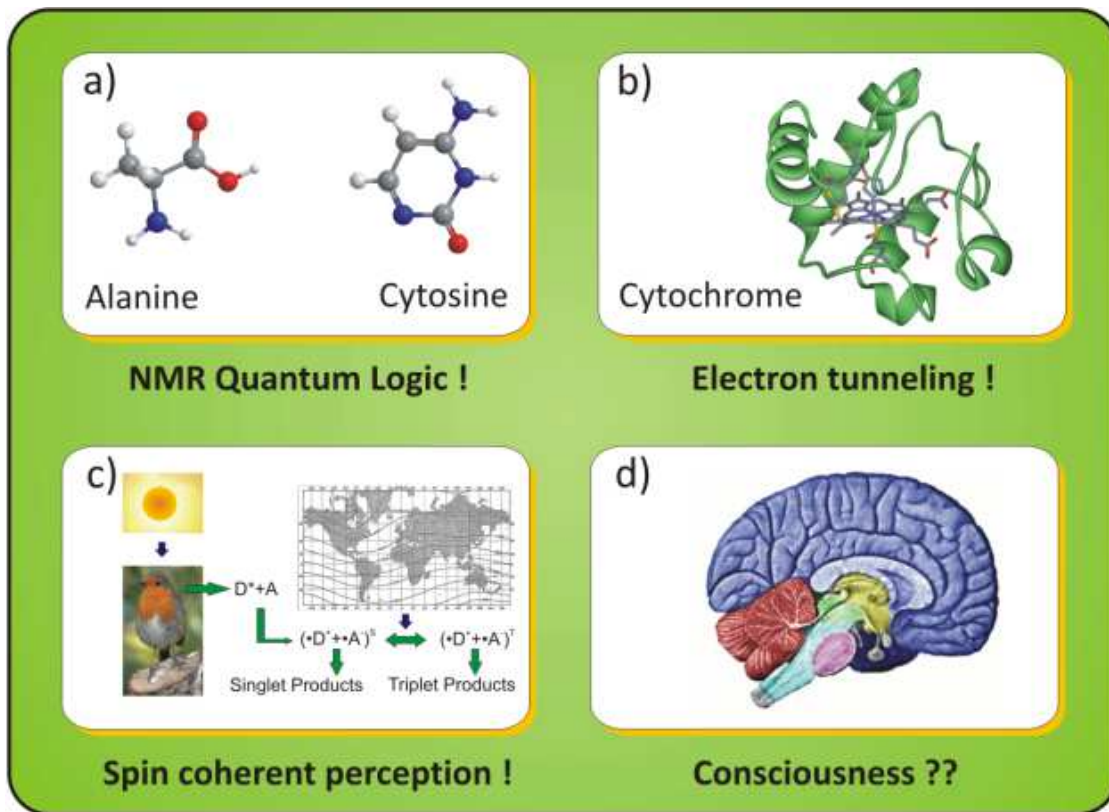 a)
Alanine
Cytosine
NMR Quantum Logic !
b)
Cytochrome
Electron tunneling !
c)
D*+A
(•D⁺+•A⁻)ˢ
(•D⁺+•A⁻)ᵀ
Singlet Products
Triplet Products
Spin coherent perception !
d)
Consciousness ??